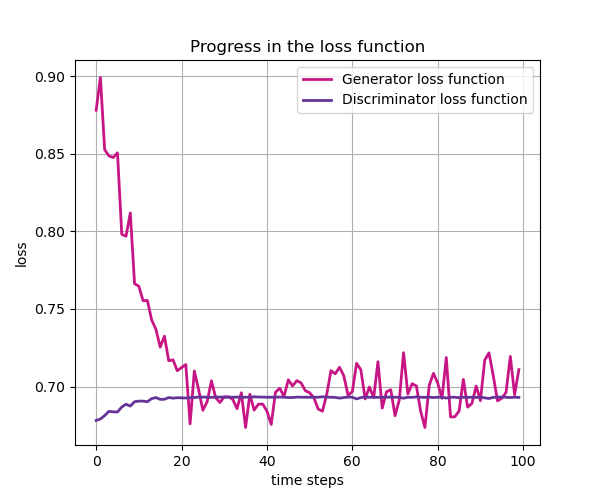 Progress in the loss function
Generator loss function
Discriminator loss function
loss
0.90
0.85
0.80
0.75
0.70
0 20 40 60 80 100
time steps